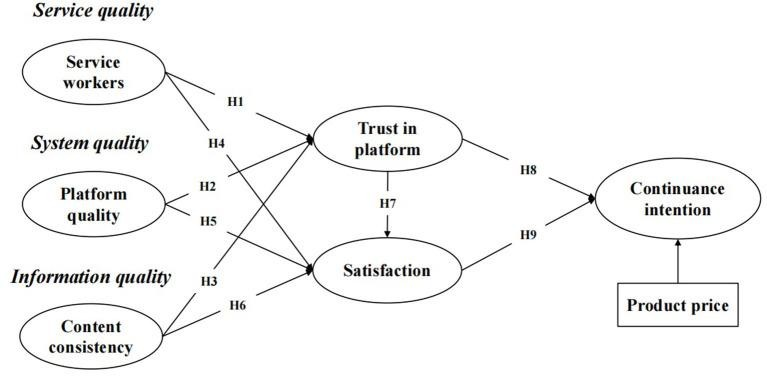 Service quality
Service
workers
H1
H4
System quality
Platform
quality
H2
H5
Information quality
Content
consistency
H3
H6
Trust in
platform
H7
Satisfaction
H8
H9
Continuance
intention
Product price